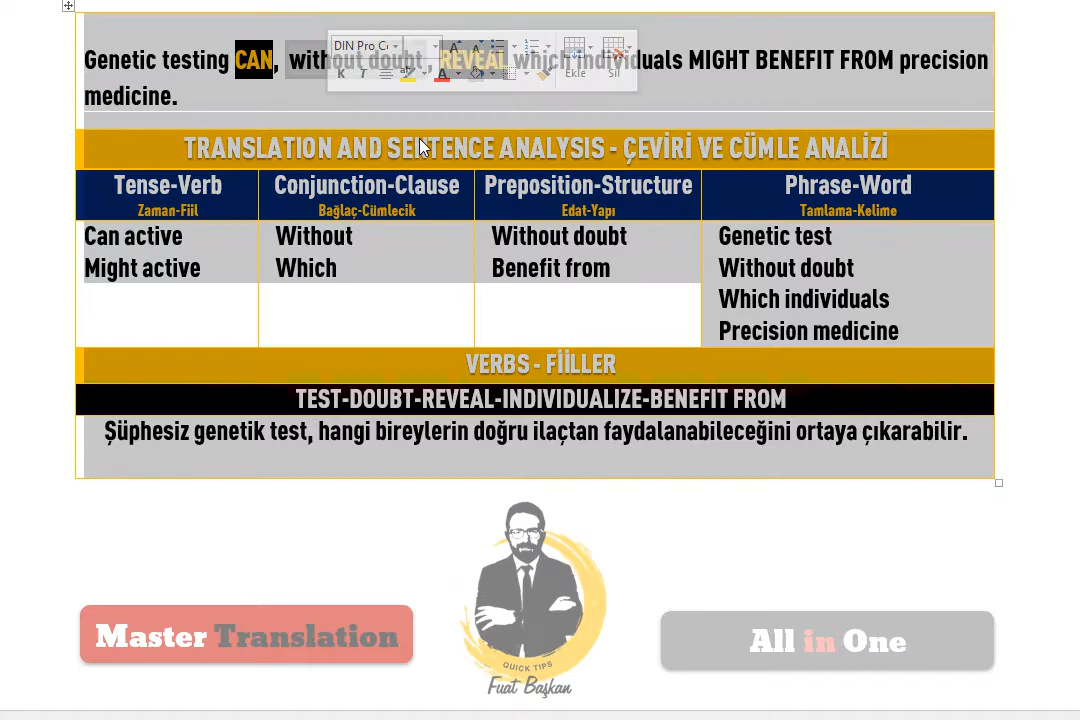 Genetic testing CAN, without doubt, REVEAL which individuals MIGHT BENEFIT FROM precision
medicine.
DIN Pro C
Ekle
Sil
K T A
TRANSLATION AND SENTENCE ANALYSIS - ÇEVİRİ VE CÜMLE ANALİZİ
Tense-Verb Conjunction-Clause Preposition-Structure Phrase-Word
Zaman-Fiil Bağlaç-Cümlecik Edat-Yapı Tamlama-Kelime
Can active Without Without doubt Genetic test
Might active Which Benefit from Without doubt
Which individuals
Precision medicine
VERBS - FİİLLER
TEST-DOUBT-REVEAL-INDIVIDUALIZE-BENEFIT FROM
Şüphesiz genetik test, hangi bireylerin doğru ilaçtan faydalanabileceğini ortaya çıkarabilir.
QUICK TIPS
Fuat Başkan
Master Translation
All in One